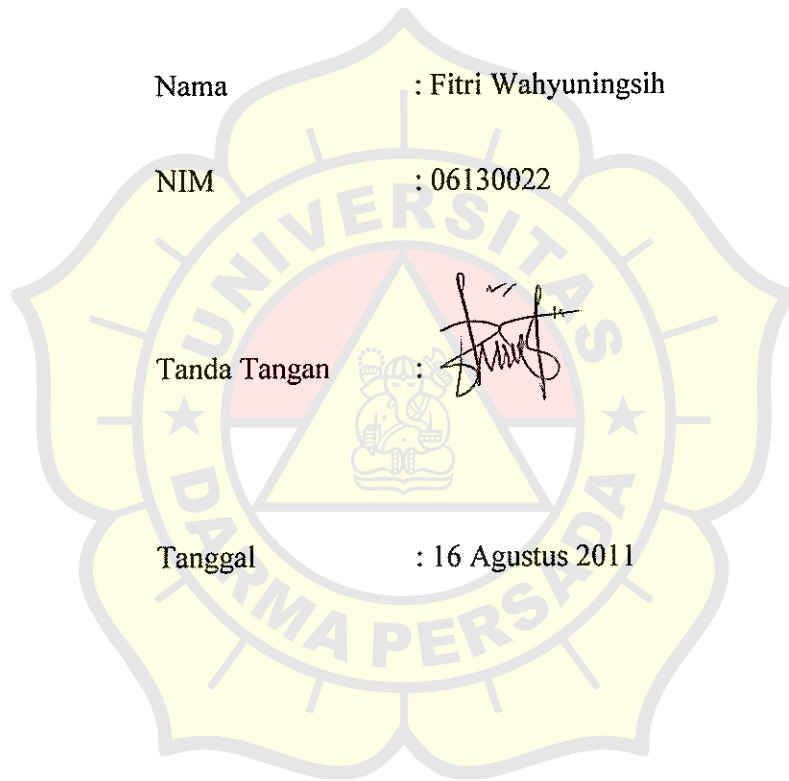 Nama : Fitri Wahyuningsih
NIM : 06130022
UNIVERSITAS
Tanda Tangan :
DARMA PERSADA
Tanggal : 16 Agustus 2011